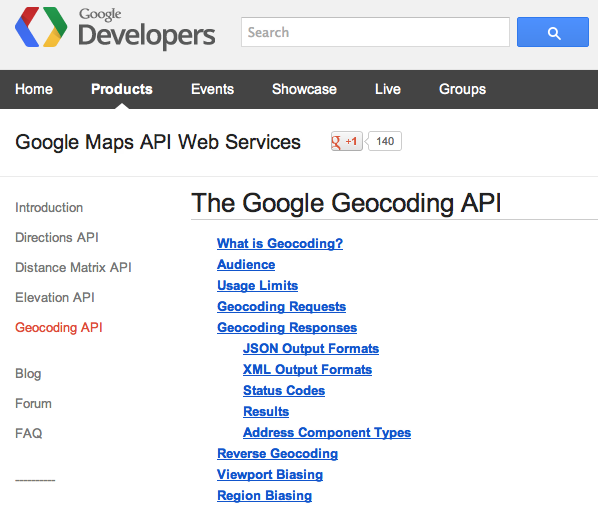 Google
Developers
Search
Home Products Events Showcase Live Groups
Google Maps API Web Services
g +1 140
Introduction
Directions API
Distance Matrix API
Elevation API
Geocoding API
Blog
Forum
FAQ
----------
The Google Geocoding API
What is Geocoding?
Audience
Usage Limits
Geocoding Requests
Geocoding Responses
JSON Output Formats
XML Output Formats
Status Codes
Results
Address Component Types
Reverse Geocoding
Viewport Biasing
Region Biasing